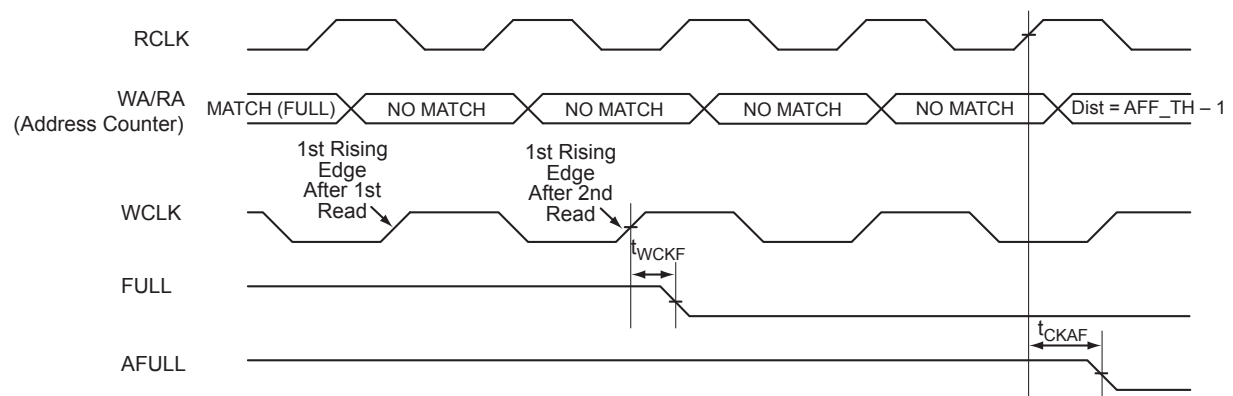 RCLK
WA/RA
(Address Counter)
MATCH (FULL)
NO MATCH
NO MATCH
NO MATCH
NO MATCH
Dist = AFF_TH – 1
1st Rising
Edge
After 1st
Read
1st Rising
Edge
After 2nd
Read
WCLK
tWCKF
FULL
tCKAF
AFULL